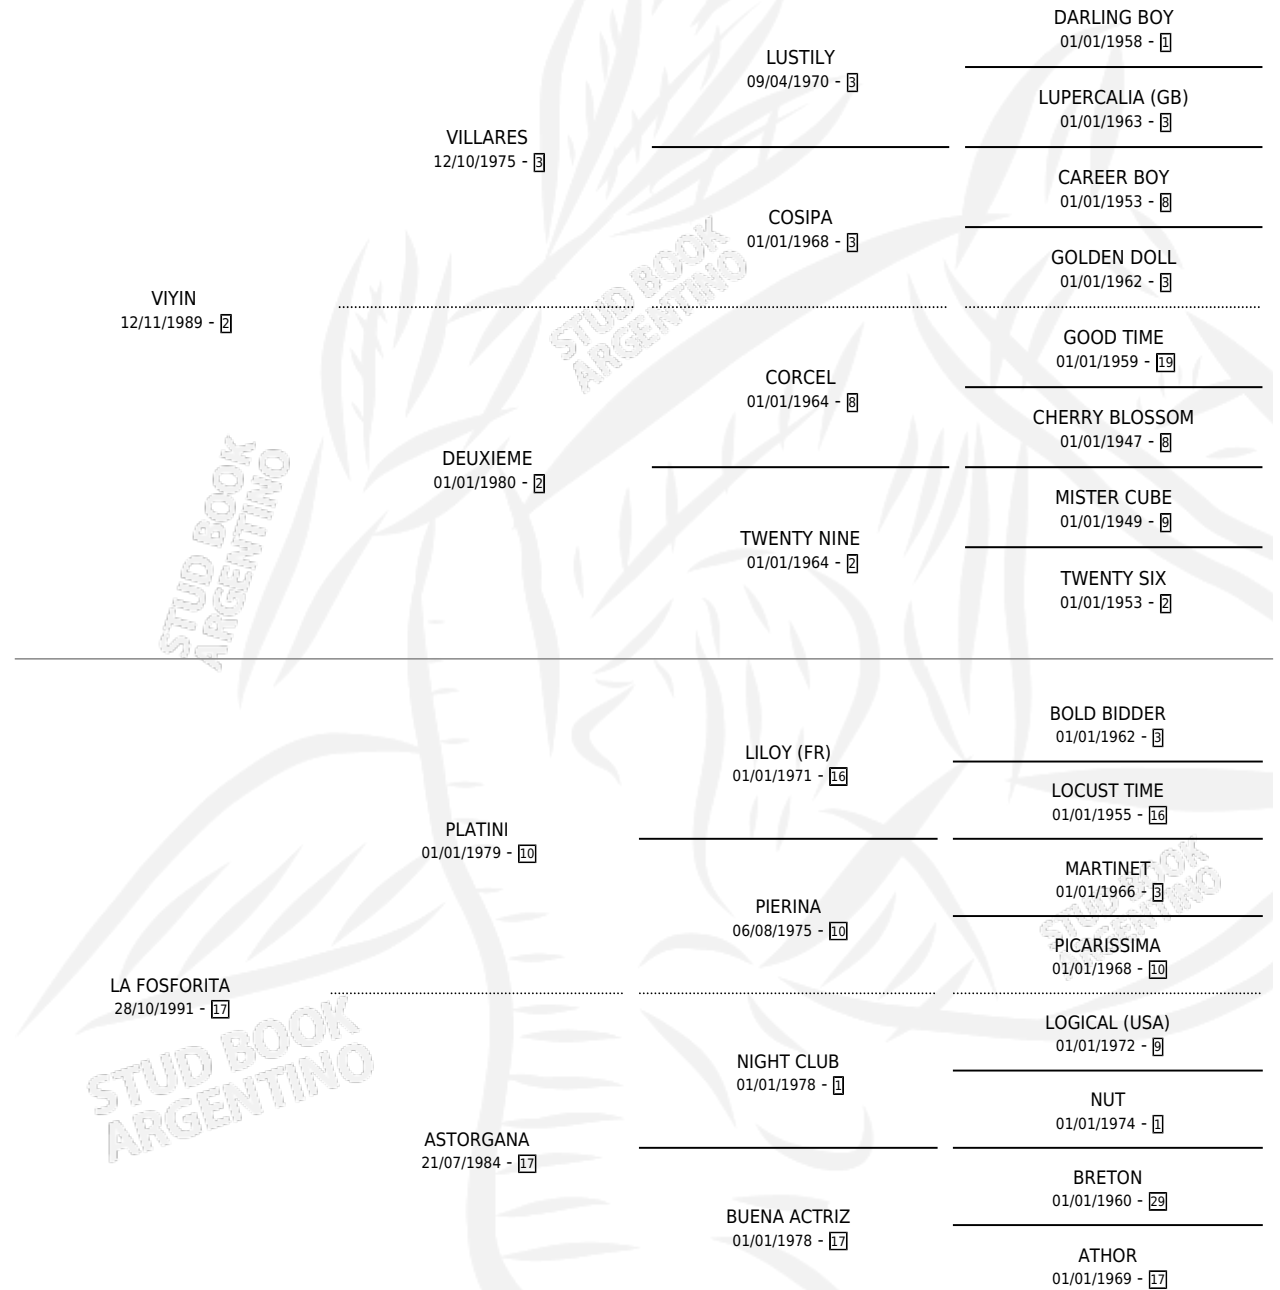 DARLING BOY
01/01/1958 - 1
LUSTILY
09/04/1970 - 3
LUPERCALIA (GB)
01/01/1963 - 3
VILLARES
12/10/1975 - 3
CAREER BOY
01/01/1953 - 8
COSIPA
01/01/1968 - 3
GOLDEN DOLL
01/01/1962 - 3
STUD BOOK
ARGENTINO
VIYIN
12/11/1989 - 2
GOOD TIME
01/01/1959 - 19
CORCEL
01/01/1964 - 8
CHERRY BLOSSOM
01/01/1947 - 8
DEUXIEME
01/01/1980 - 2
MISTER CUBE
01/01/1949 - 9
TWENTY NINE
01/01/1964 - 2
TWENTY SIX
01/01/1953 - 2
STUD BOOK
ARGENTINO
BOLD BIDDER
01/01/1962 - 3
LILOY (FR)
01/01/1971 - 16
LOCUST TIME
01/01/1955 - 16
PLATINI
01/01/1979 - 10
MARTINET
01/01/1966 - 3
PIERINA
06/08/1975 - 10
PICARISSIMA
01/01/1968 - 10
STUD BOOK
ARGENTINO
LA FOSFORITA
28/10/1991 - 17
LOGICAL (USA)
01/01/1972 - 9
NIGHT CLUB
01/01/1978 - 1
NUT
01/01/1974 - 1
STUD BOOK
ARGENTINO
ASTORGANA
21/07/1984 - 17
BRETON
01/01/1960 - 29
BUENA ACTRIZ
01/01/1978 - 17
ATHOR
01/01/1969 - 17